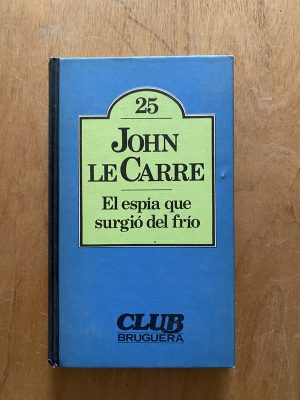 25
JOHN
LE CARRE
El espía que
surgió del frío
CLUB
BRUGUERA